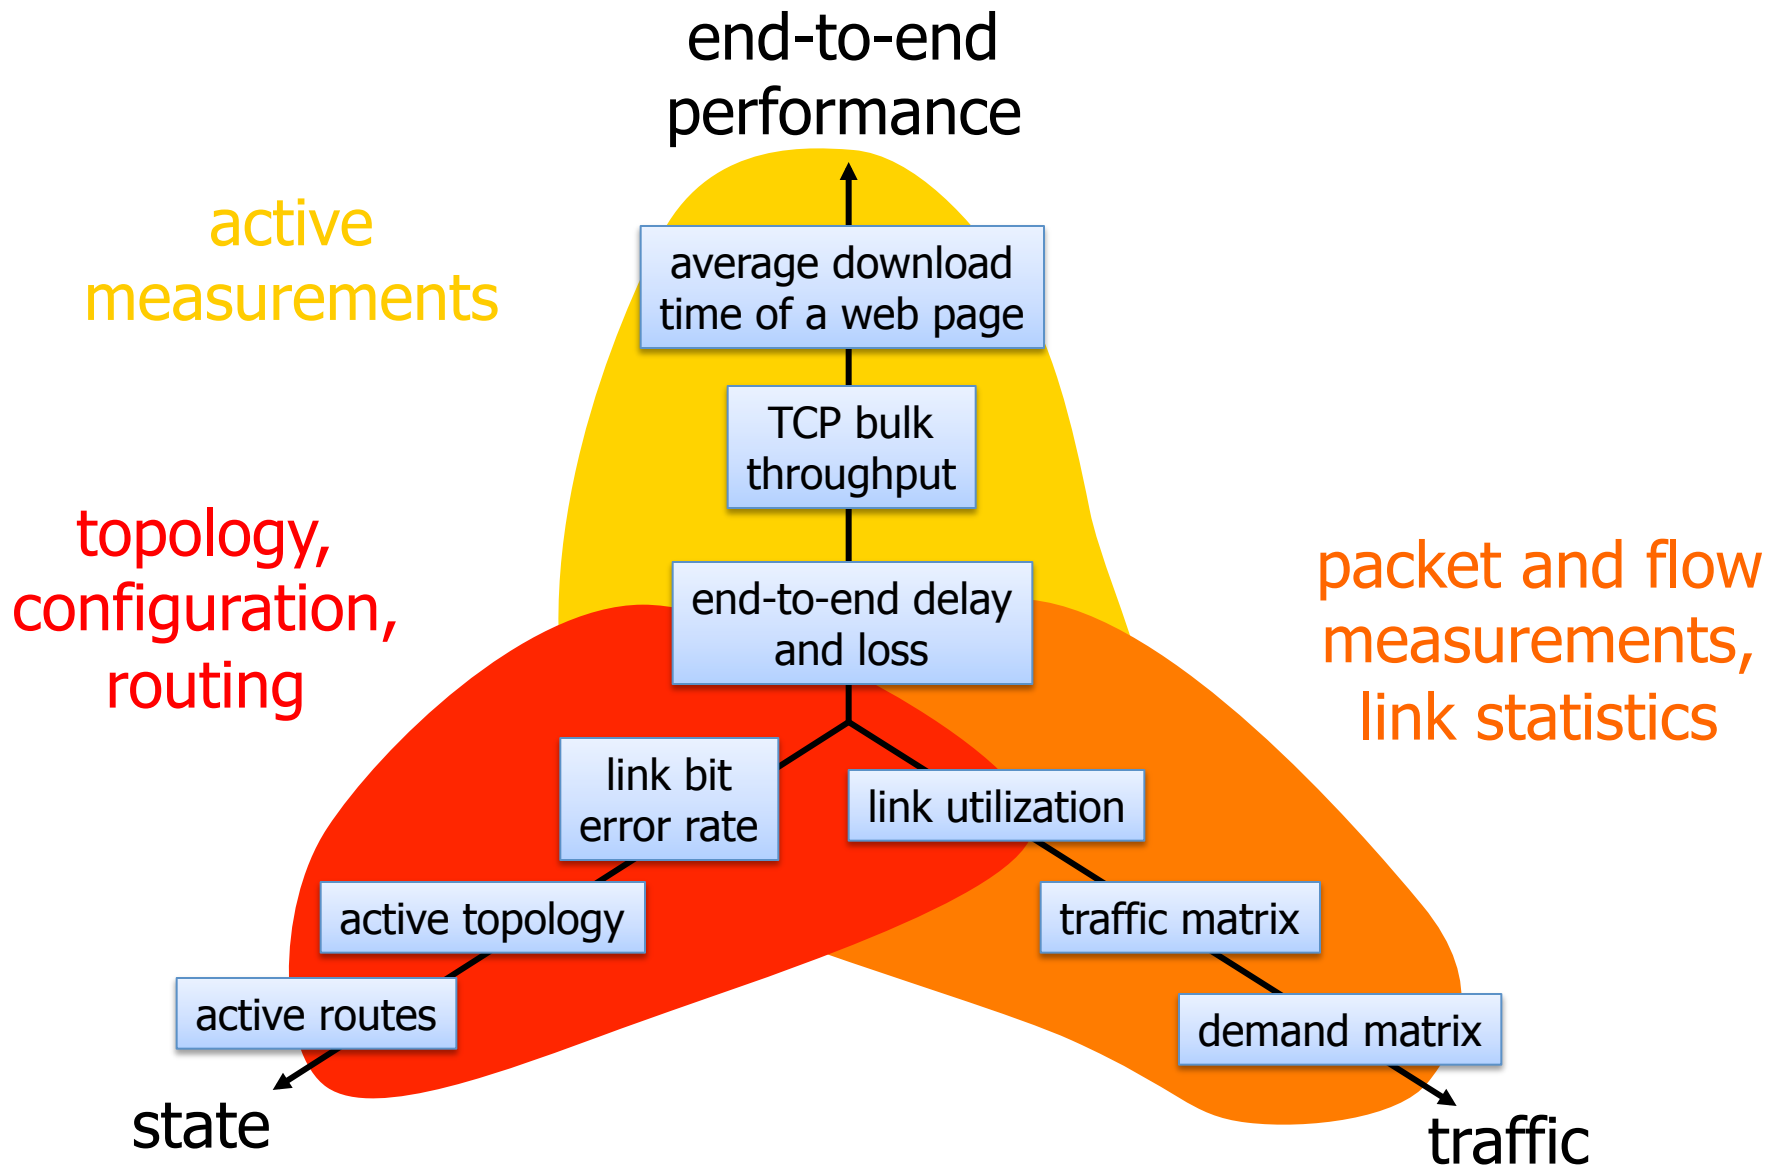 end-to-end
performance
active
measurements
average download
time of a web page
TCP bulk
throughput
topology,
configuration,
routing
end-to-end delay
and loss
packet and flow
measurements,
link statistics
link bit
error rate
link utilization
active topology
traffic matrix
active routes
demand matrix
state
traffic